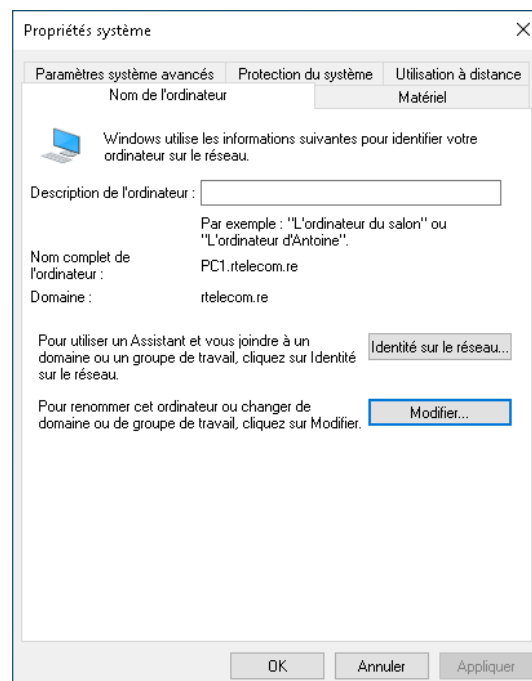 Propriétés système
Paramètres système avancés Protection du système Utilisation à distance
Nom de l'ordinateur Matériel
Windows utilise les informations suivantes pour identifier votre
ordinateur sur le réseau.
Description de l'ordinateur :
Par exemple : "L'ordinateur du salon" ou
"L'ordinateur d'Antoine".
Nom complet de
l'ordinateur :
PC1.rtelecom.re
Domaine : rtelecom.re
Pour utiliser un Assistant et vous joindre à un
domaine ou un groupe de travail, cliquez sur Identité
sur le réseau.
Identité sur le réseau...
Pour renommer cet ordinateur ou changer de
domaine ou de groupe de travail, cliquez sur Modifier.
Modifier...
OK Annuler Appliquer